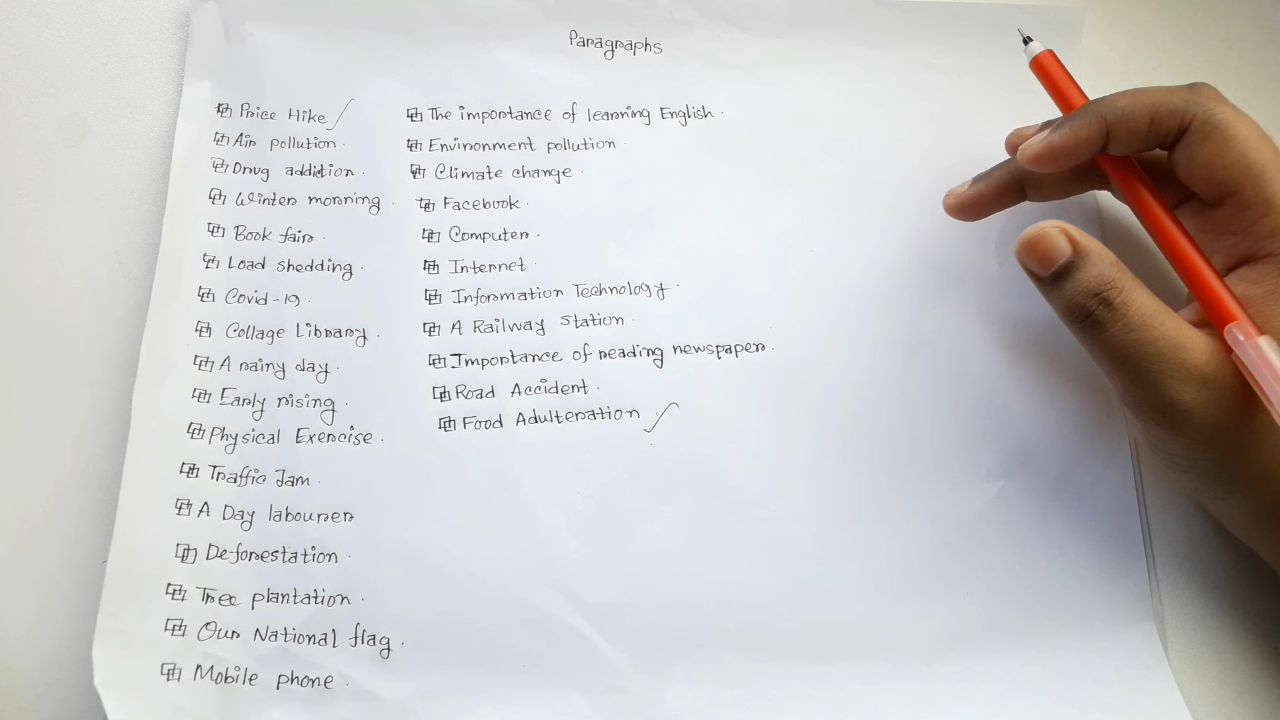 Paragraphs
Price Hike
Air pollution.
Drug addiction.
Winter morning.
Book fair.
Load shedding.
Covid-19.
Collage Library.
A rainy day.
Early rising.
Physical Exercise.
Traffic Jam.
A Day labourer
Deforestation.
Tree plantation.
Our National flag.
Mobile phone.
The importance of learning English.
Environment pollution.
Climate change.
Facebook.
Computer.
Internet.
Information Technology.
A Railway station.
Importance of reading newspaper.
Road Accident.
Food Adulteration.